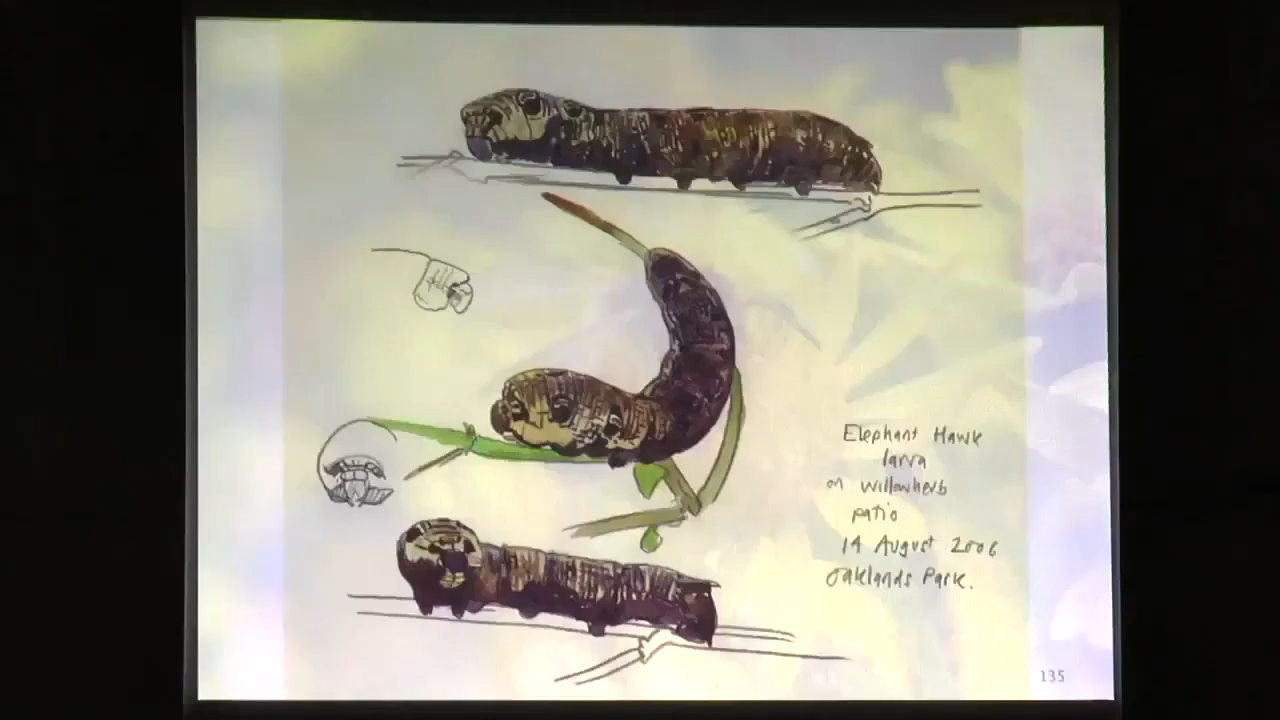 Elephant Hawk
larva
on willowherb
patio
14 August 2006
Oaklands Park.
135